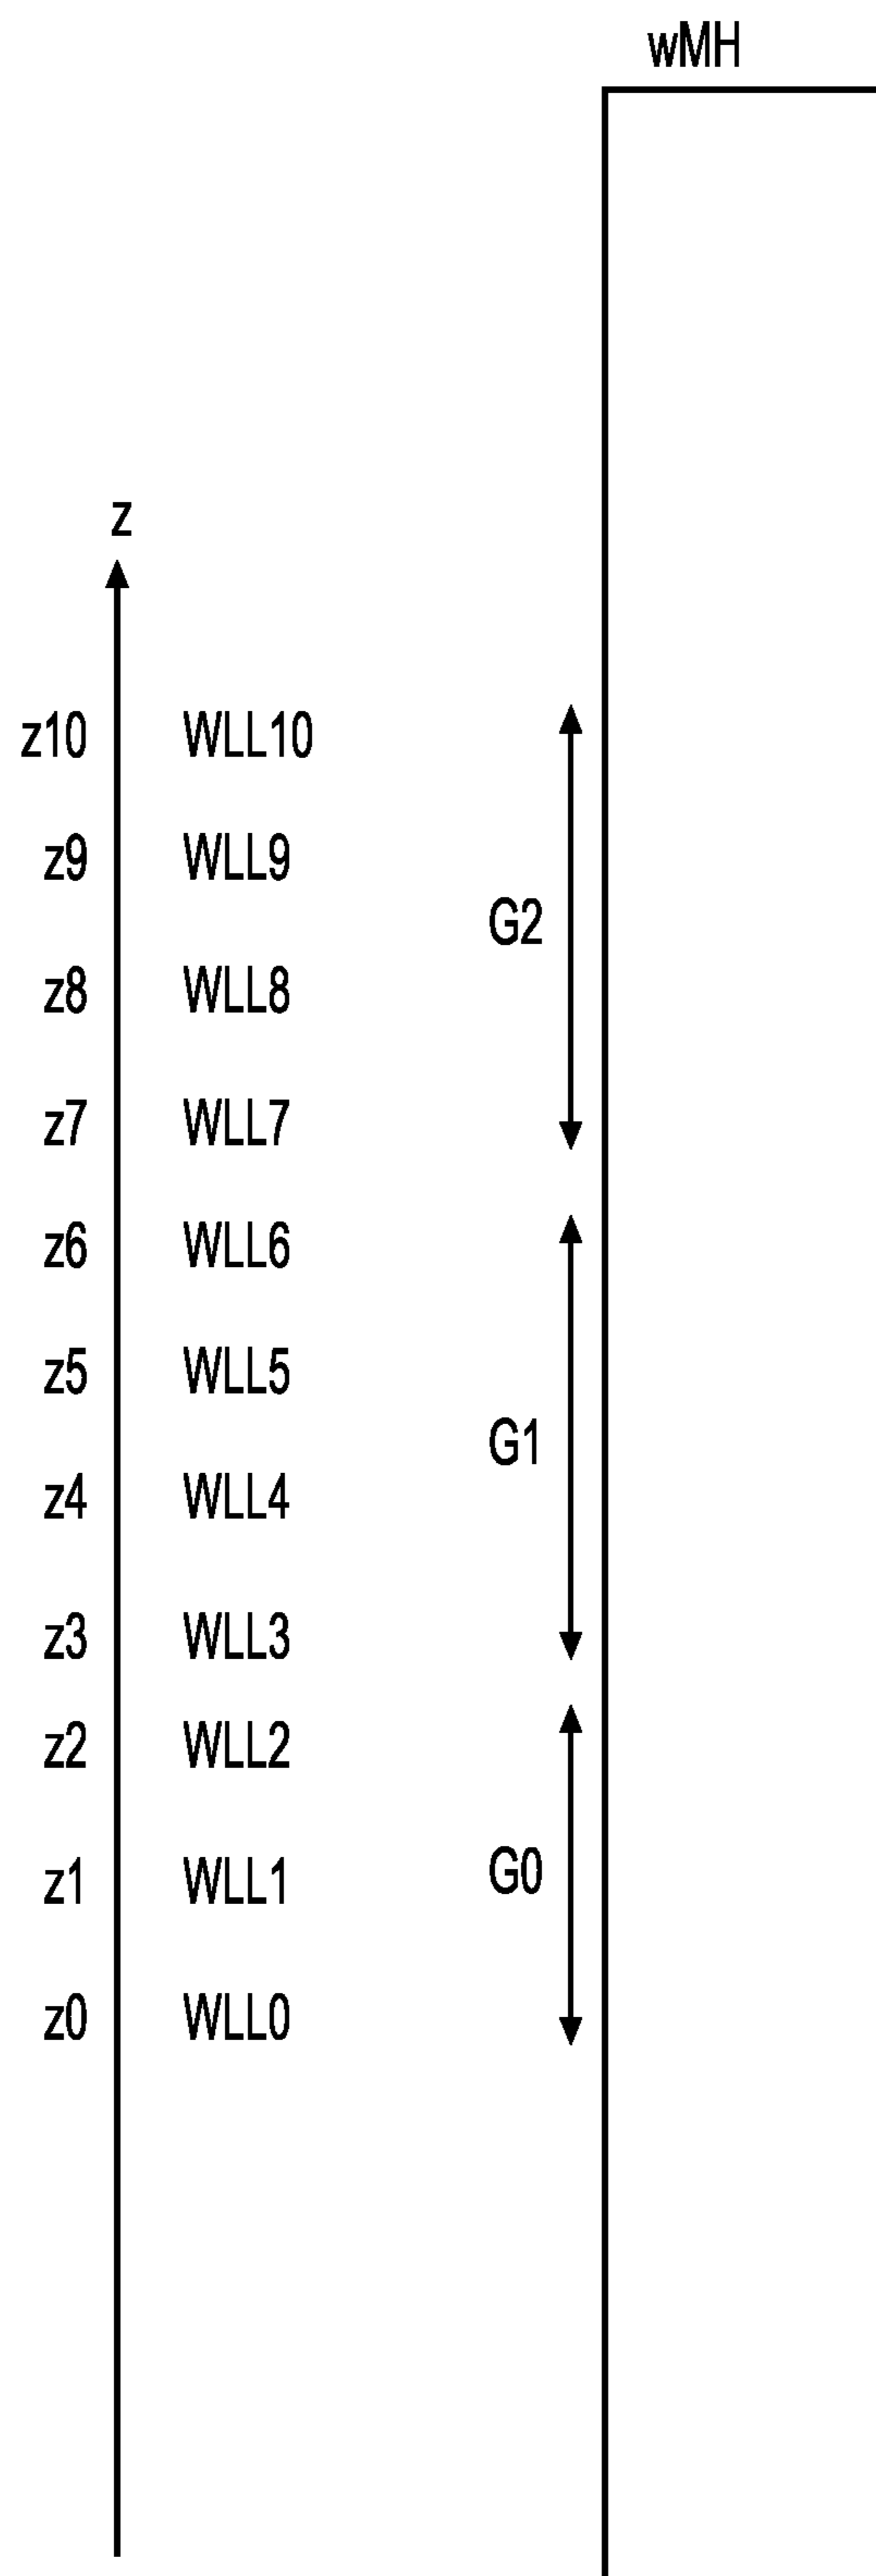 wMH
z
z10 WLL10
z9 WLL9
G2
z8 WLL8
z7 WLL7
z6 WLL6
z5 WLL5
G1
z4 WLL4
z3 WLL3
z2 WLL2
G0
z1 WLL1
z0 WLL0